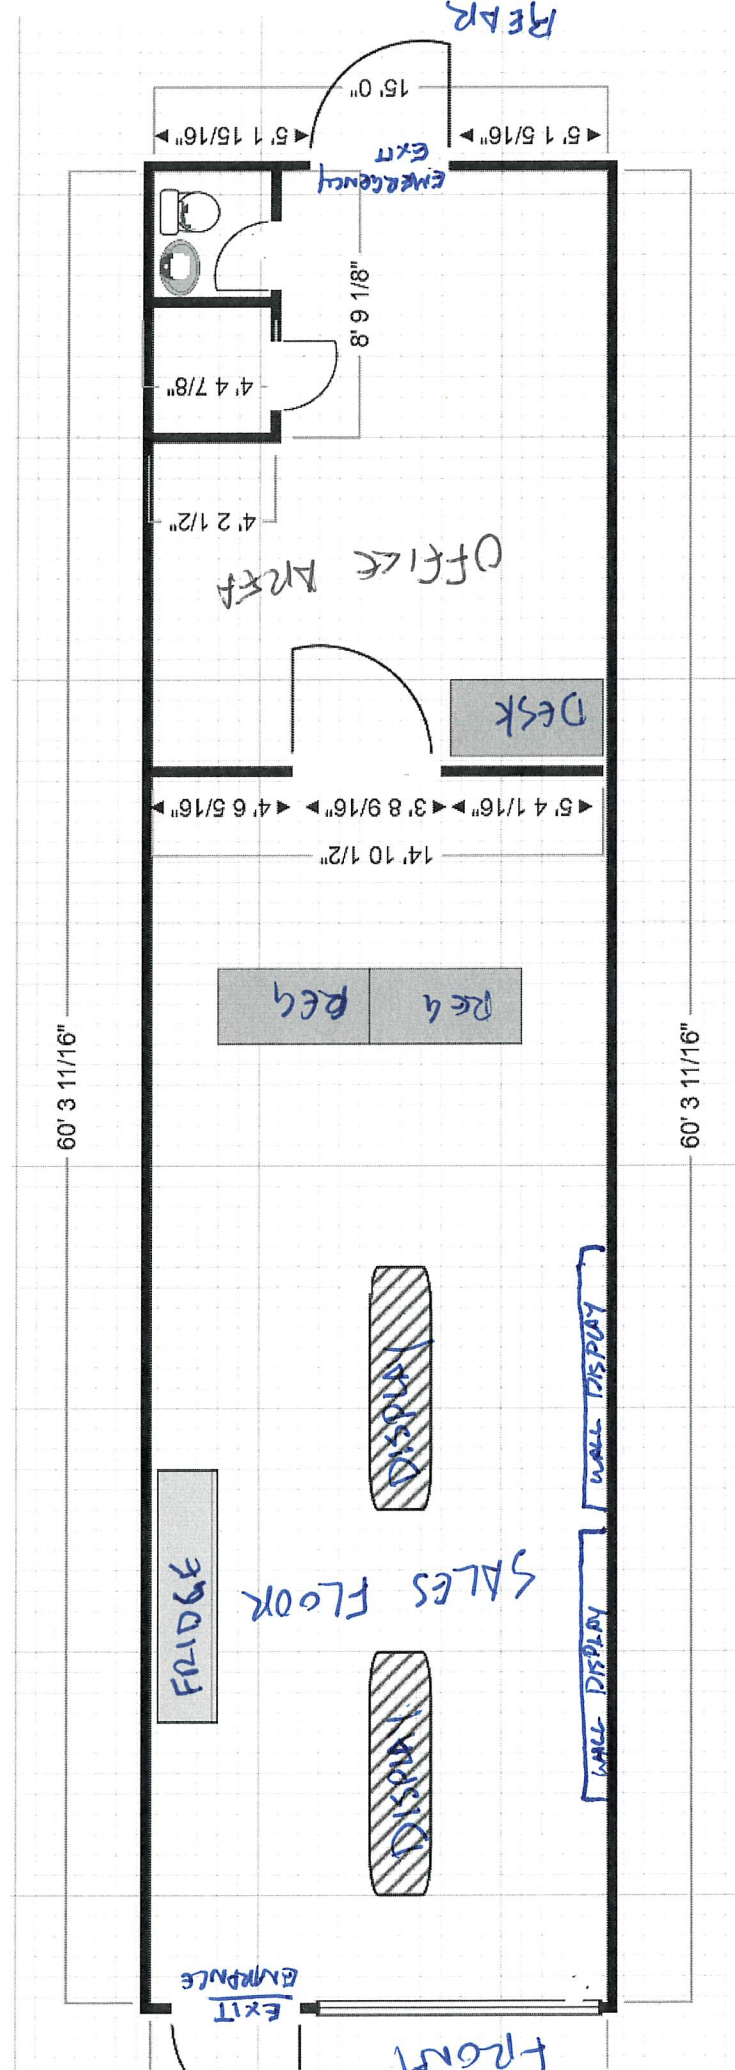 REAR
15' 0"
5' 1 15/16"
5' 1 5/16"
EMERGENCY
EXIT
8' 9 1/8"
4' 4 7/8"
4' 2 1/2"
OFFICE AREA
DESK
4' 6 5/16"
3' 8 9/16"
5' 4 1/16"
14' 10 1/2"
REG
REG
60' 3 11/16"
60' 3 11/16"
DISPLAY
WALL DISPLAY
FRIDGE
SALES FLOOR
DISPLAY
WALL DISPLAY
EXIT
ENTRANCE
FRONT